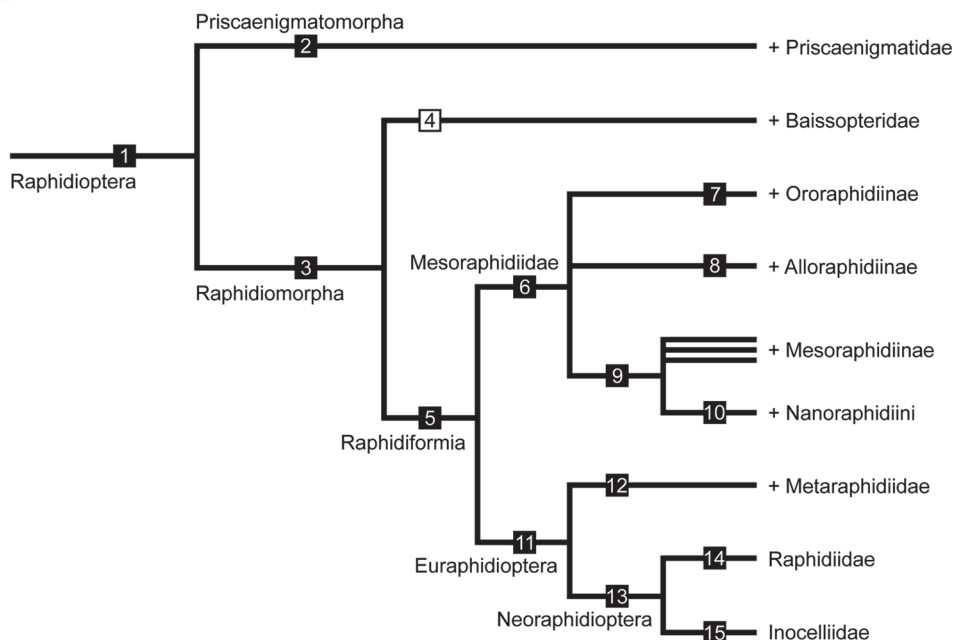 Priscaenigmatomorpha
2
+ Priscaenigmatidae
4
+ Baissopteridae
1
Raphidioptera
7
+ Ororaphidiinae
Mesoraphidiidae
3
8
+ Alloraphidiinae
Raphidiomorpha
6
+ Mesoraphidiinae
9
10
+ Nanoraphidiini
5
Raphidiformia
12
+ Metaraphidiidae
11
Euraphidioptera
14
Raphidiidae
13
Neoraphidioptera
15
Inocelliidae